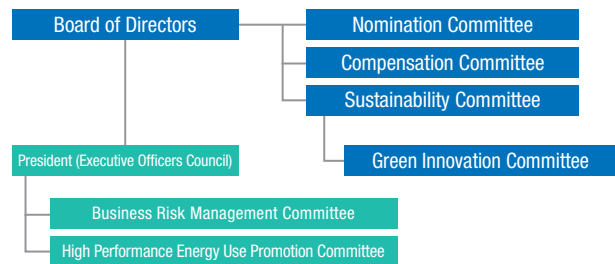 Board of Directors
Nomination Committee
Compensation Committee
Sustainability Committee
Green Innovation Committee
President (Executive Officers Council)
Business Risk Management Committee
High Performance Energy Use Promotion Committee